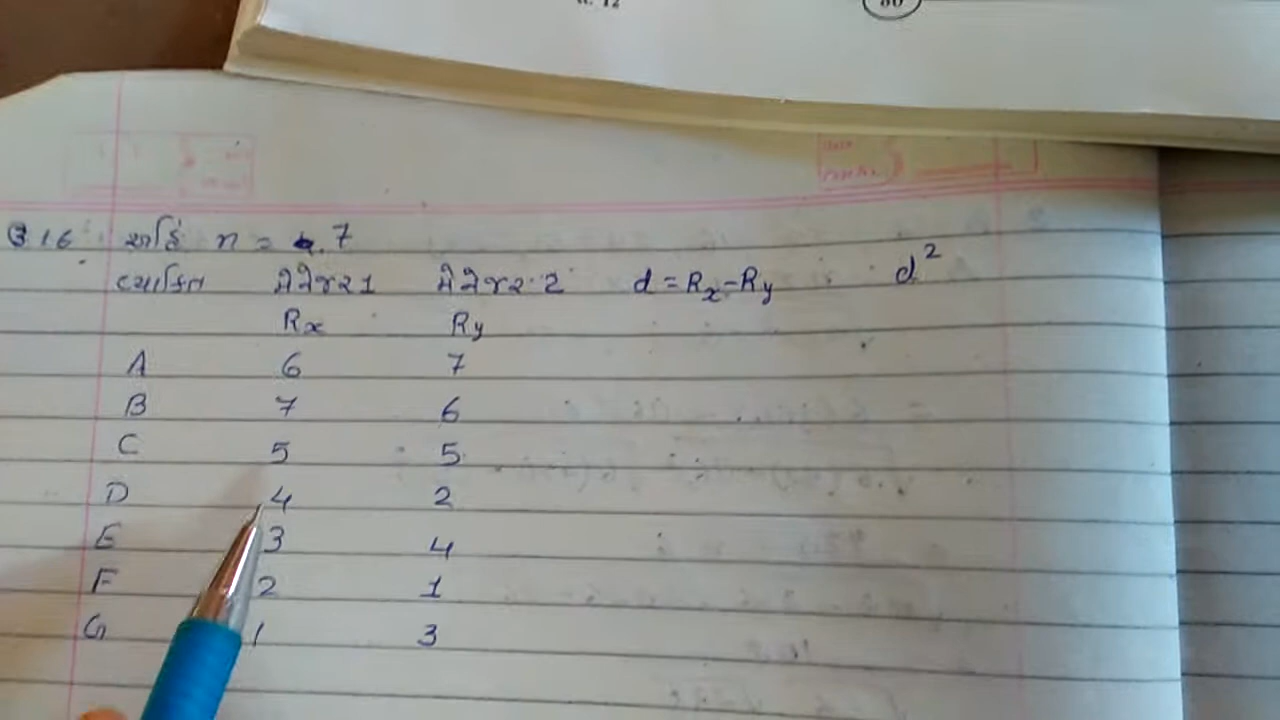 અહીં n = 7
વ્યક્તિ મેનેજર 1 મેનેજર 2 d = Rx - Ry d²
Rx Ry
A 6 7
B 7 6
C 5 5
D 4 2
E 3 4
F 2 1
G 1 3